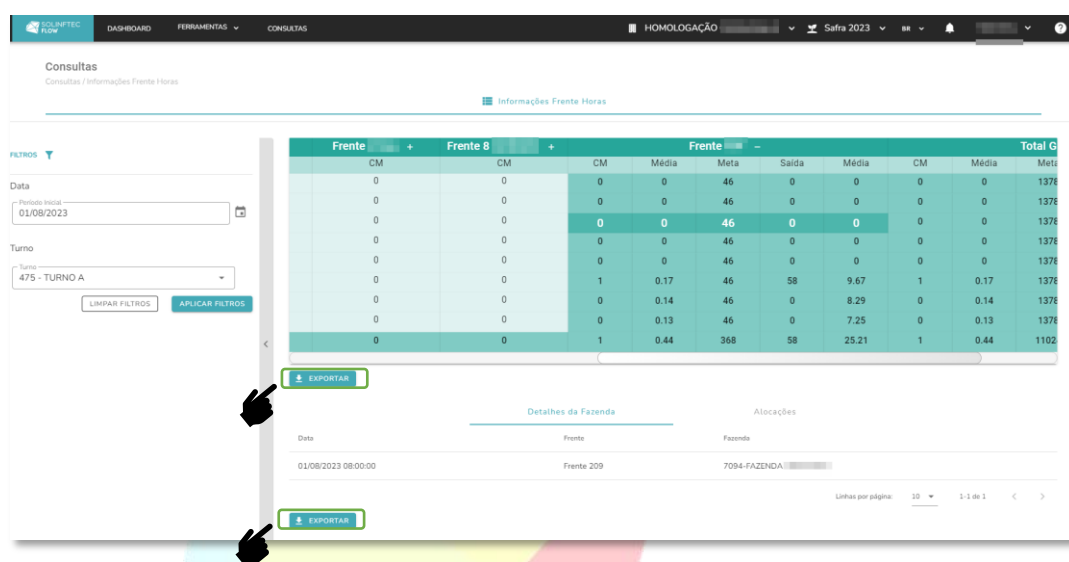 SOLINFTEC FLOW DASHBOARD FERRAMENTAS CONSULTAS HOMOLOGAÇÃO Safra 2023 BR ?
Consultas
Consultas / Informações Frente Horas
Informações Frente Horas
FILTROS
Data
Período Inicial
01/08/2023
Turno
Turno
475 - TURNO A
LIMPAR FILTROS APLICAR FILTROS
<
Frente + Frente 8 + Frente – Total G
CM CM CM Média Meta Saída Média CM Média Meta
0 0 0 0 46 0 0 0 0 1378
0 0 0 0 46 0 0 0 0 1378
0 0 0 0 46 0 0 0 0 1378
0 0 0 0 46 0 0 0 0 1378
0 0 0 0 46 0 0 0 0 1378
0 0 1 0.17 46 58 9.67 1 0.17 1378
0 0 0 0.14 46 0 8.29 0 0.14 1378
0 0 0 0.13 46 0 7.25 0 0.13 1378
0 0 1 0.44 368 58 25.21 1 0.44 1102
EXPORTAR
Detalhes da Fazenda Alocações
Data Frente Fazenda
01/08/2023 08:00:00 Frente 209 7094-FAZENDA
Linhas por página: 10 1-1 de 1 < >
EXPORTAR